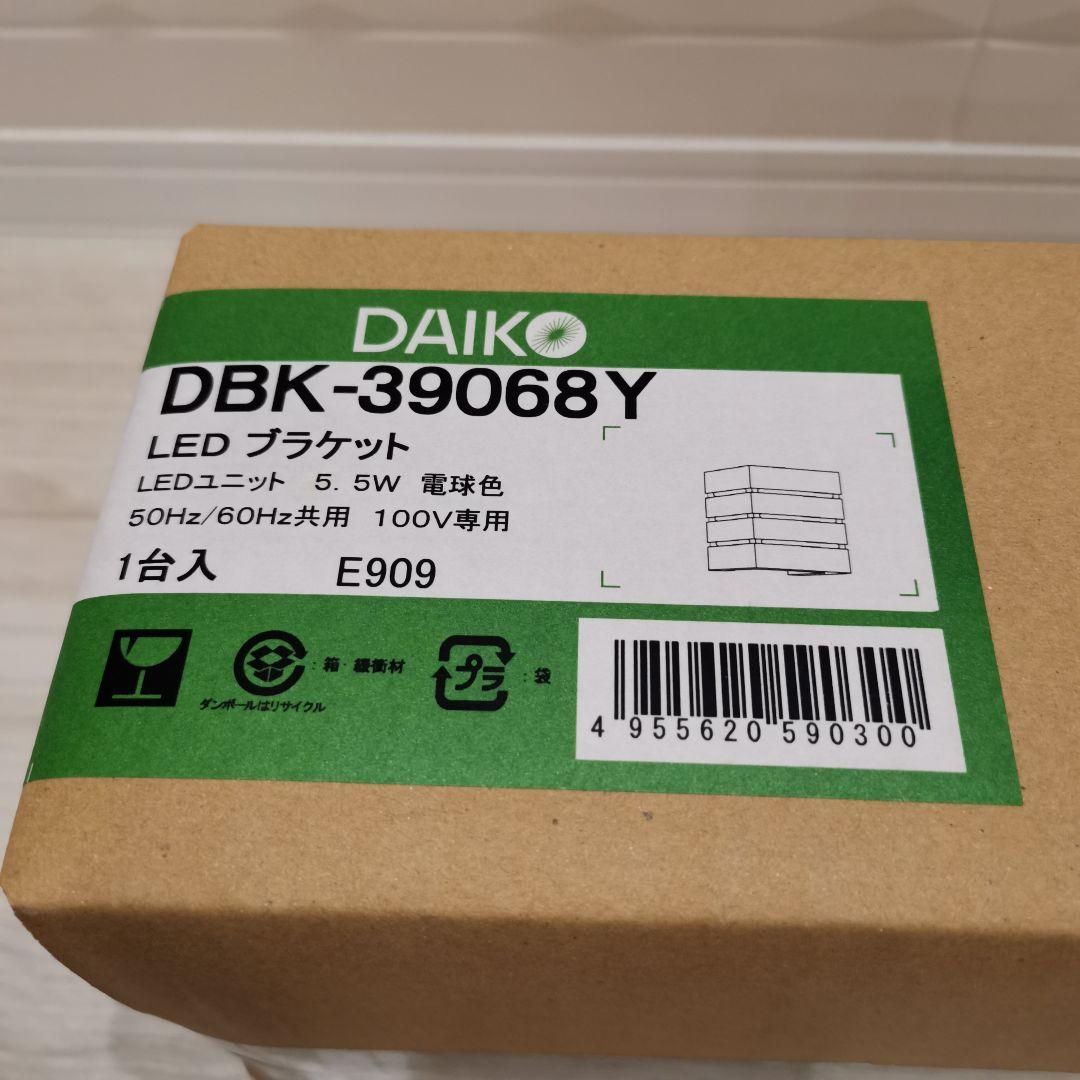 DAIKO
DBK-39068Y
LED ブラケット
LEDユニット 5.5W 電球色
50Hz/60Hz共用 100V専用
1台入 E909
ダンボールはリサイクル
:箱・緩衝材
プラ
:袋
4 955620 590300